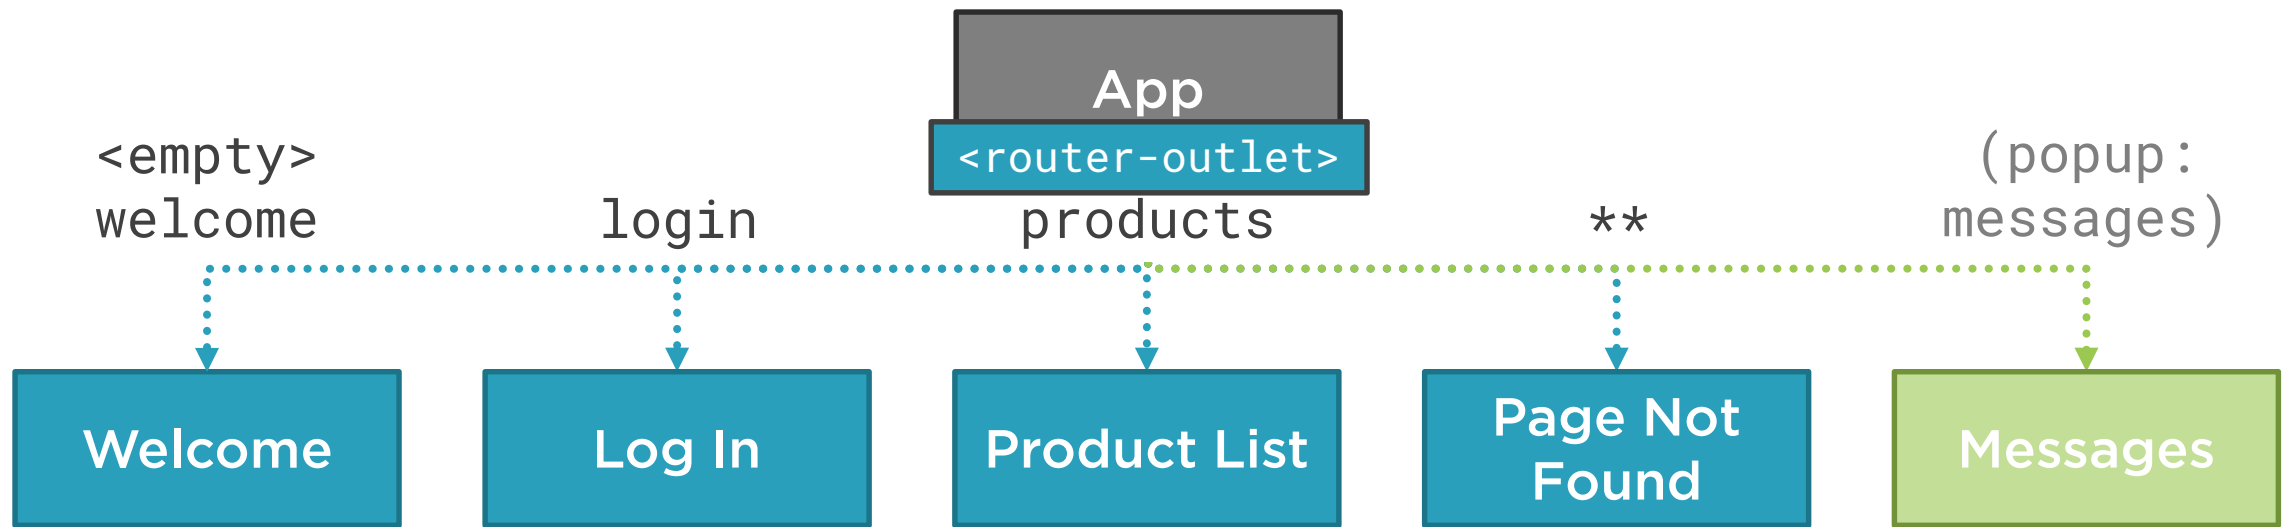 App
<router-outlet>
<empty>
welcome
login
products
**
(popup:
messages)
Welcome
Log In
Product List
Page Not
Found
Messages